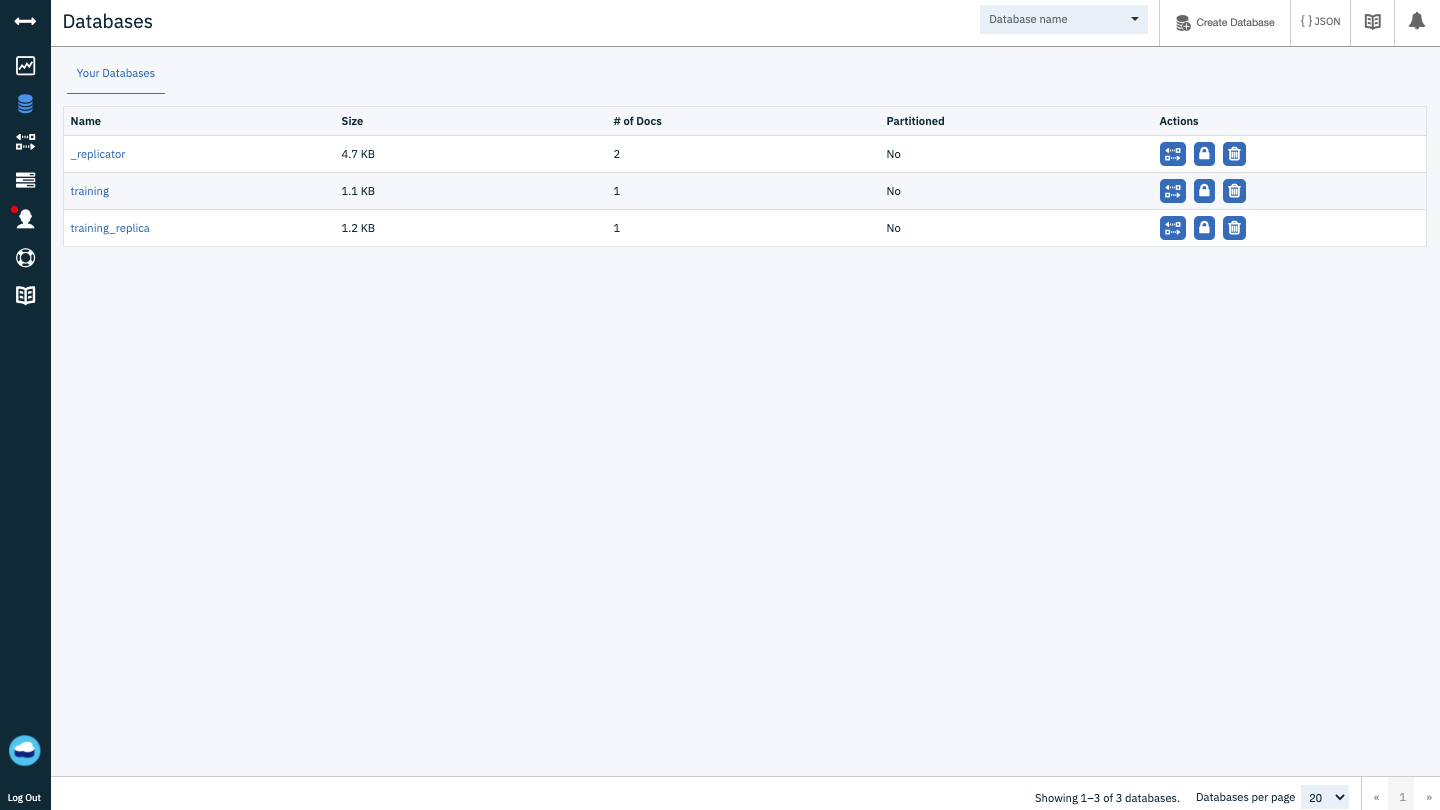 Databases
Database name
Create Database
{ } JSON
Your Databases
Name Size # of Docs Partitioned Actions
_replicator 4.7 KB 2 No
training 1.1 KB 1 No
training_replica 1.2 KB 1 No
Log Out
Showing 1–3 of 3 databases. Databases per page 20 « 1 »